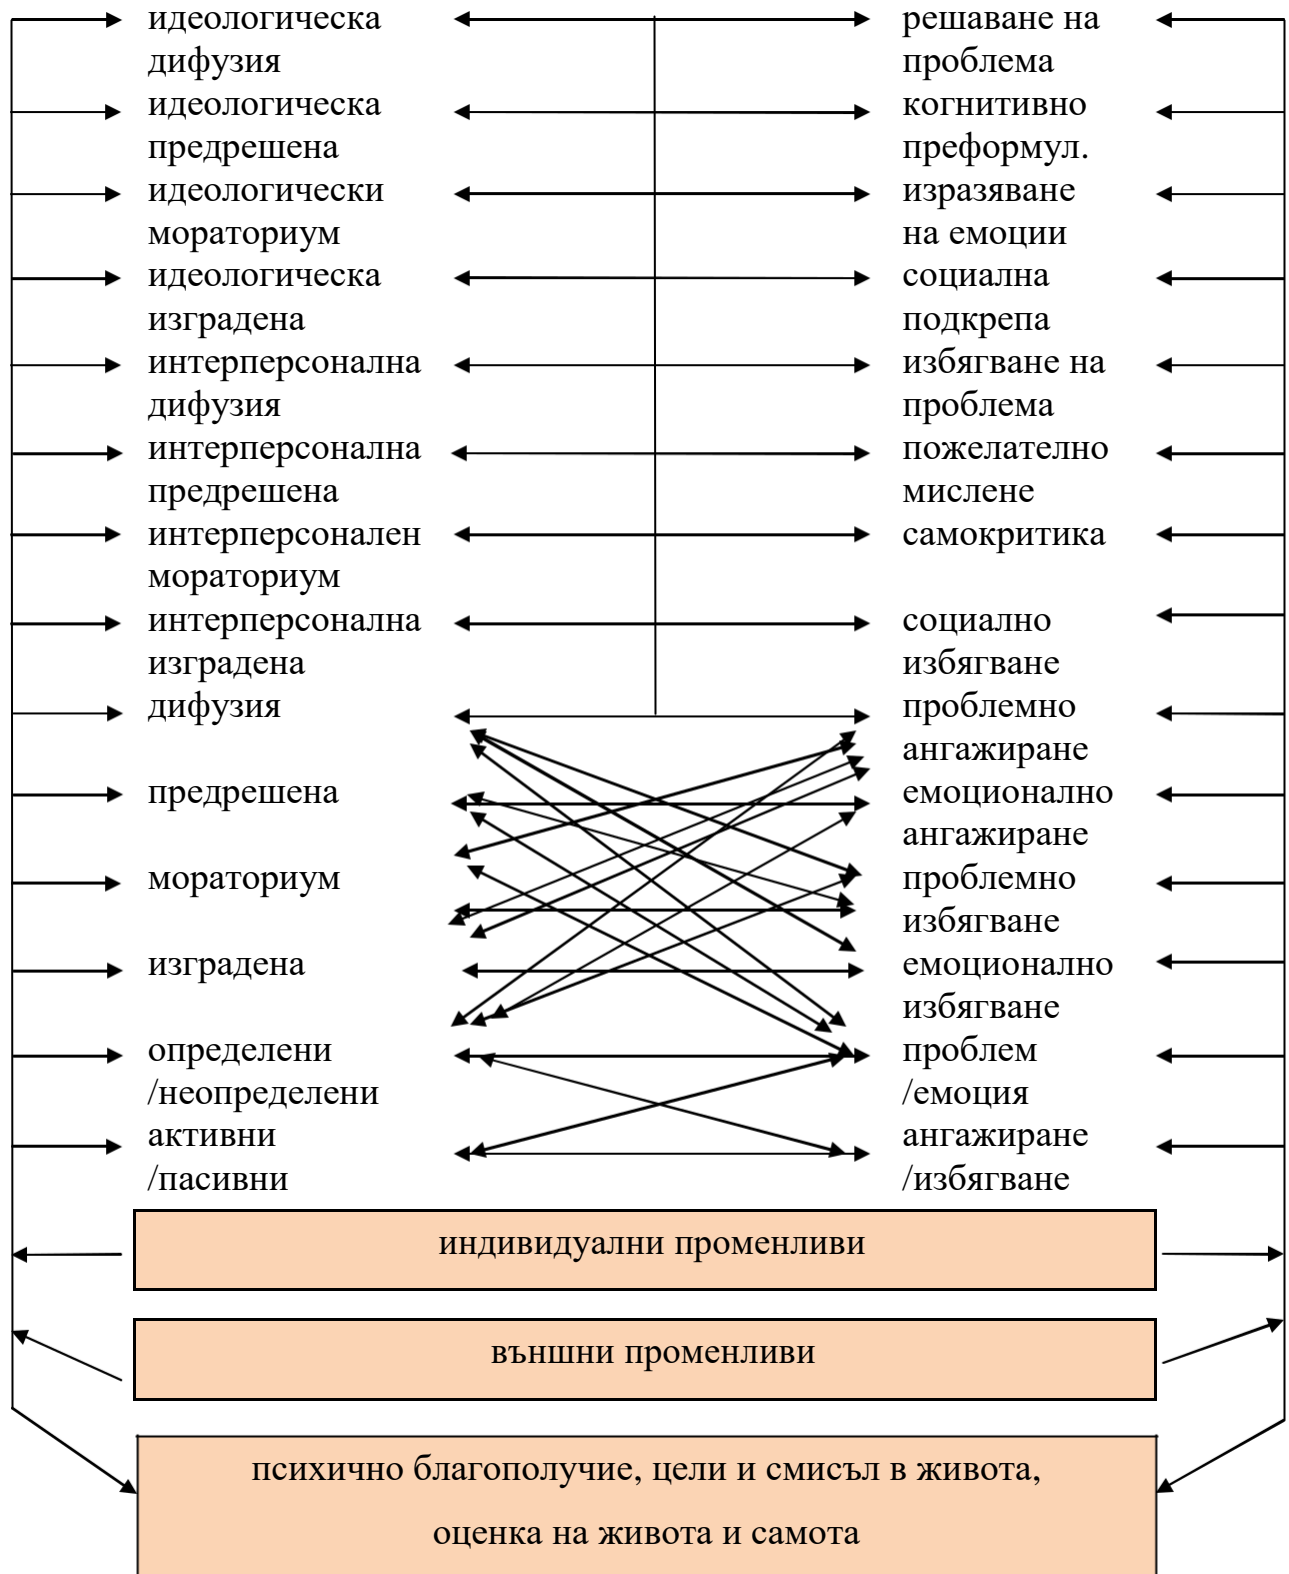 идеологическа
дифузия
идеологическа
предрешена
идеологически
мораториум
идеологическа
изградена
интерперсонална
дифузия
интерперсонална
предрешена
интерперсонален
мораториум
интерперсонална
изградена
дифузия
предрешена
мораториум
изградена
определени
/неопределени
активни
/пасивни
решаване на
проблема
когнитивно
преформул.
изразяване
на емоции
социална
подкрепа
избягване на
проблема
пожелателно
мислене
самокритика
социално
избягване
проблемно
ангажиране
емоционално
ангажиране
проблемно
избягване
емоционално
избягване
проблем
/емоция
ангажиране
/избягване
индивидуални променливи
външни променливи
психично благополучие, цели и смисъл в живота,
оценка на живота и самота